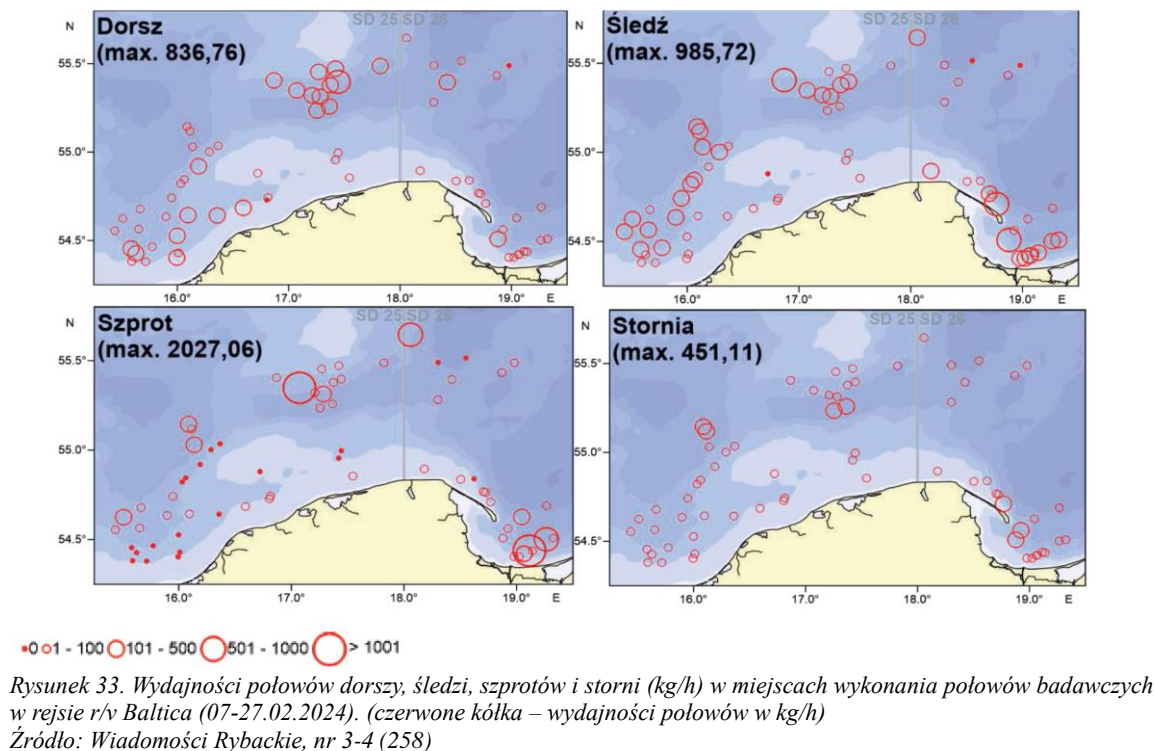 N
Dorsz
(max. 836,76)
SD 25 SD 26
55.5°
55.0°
54.5°
16.0° 17.0° 18.0° 19.0° E
N
Śledź
(max. 985,72)
SD 25 SD 26
55.5°
55.0°
54.5°
16.0° 17.0° 18.0° 19.0° E
N
Szprot
(max. 2027,06)
SD 25 SD 26
55.5°
55.0°
54.5°
16.0° 17.0° 18.0° 19.0° E
N
Stornia
(max. 451,11)
SD 25 SD 26
55.5°
55.0°
54.5°
16.0° 17.0° 18.0° 19.0° E
0 1 - 100 101 - 500 501 - 1000 > 1001
Rysunek 33. Wydajności połowów dorszy, śledzi, szprotów i storni (kg/h) w miejscach wykonania połowów badawczych
w rejsie r/v Baltica (07-27.02.2024). (czerwone kółka – wydajności połowów w kg/h)
Źródło: Wiadomości Rybackie, nr 3-4 (258)